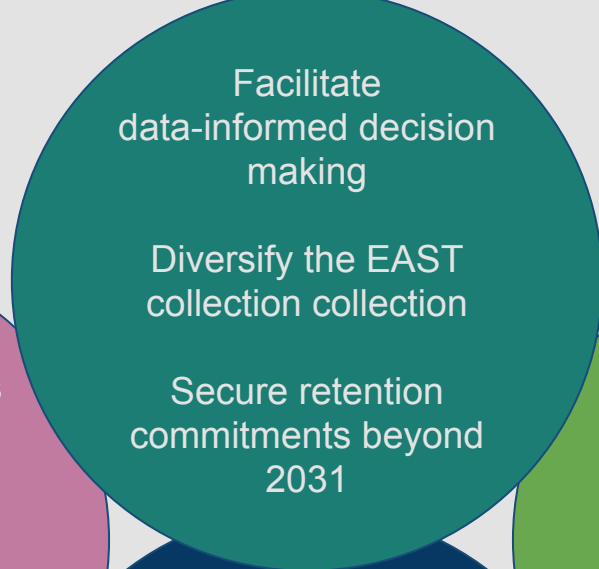 Facilitate
data-informed decision
making
Diversify the EAST
collection collection
Secure retention
commitments beyond
2031